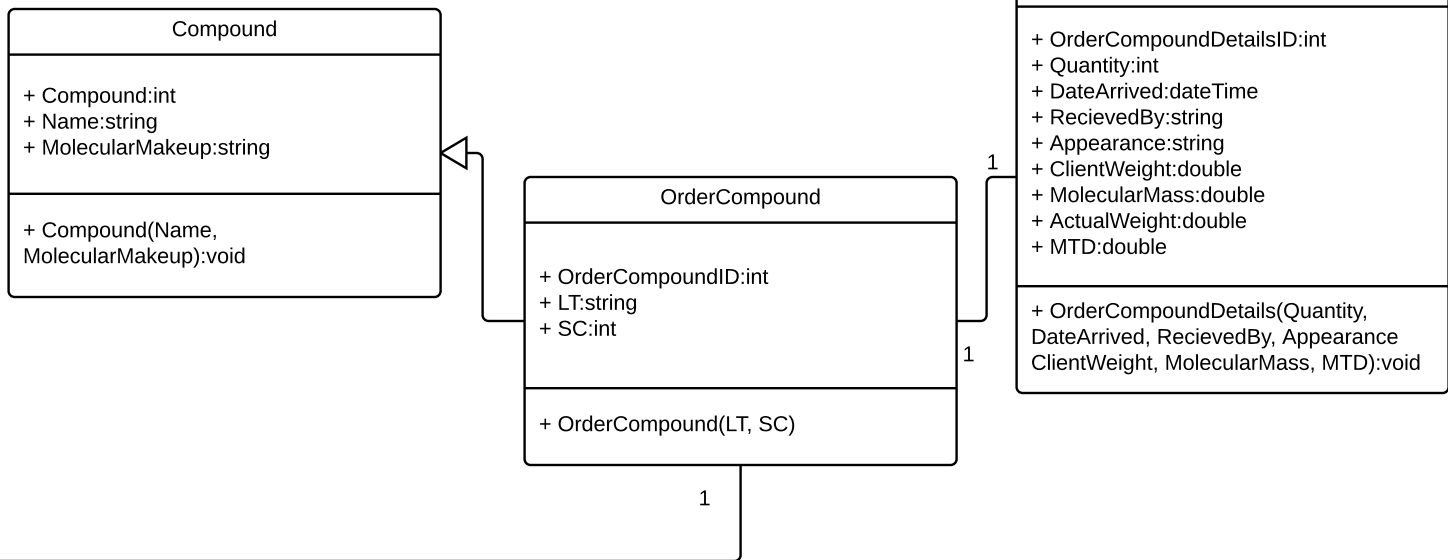 Compound
+ Compound:int
+ Name:string
+ MolecularMakeup:string
+ Compound(Name,
MolecularMakeup):void
OrderCompound
+ OrderCompoundID:int
+ LT:string
+ SC:int
+ OrderCompound(LT, SC)
1
1
1
+ OrderCompoundDetailsID:int
+ Quantity:int
+ DateArrived:dateTime
+ RecievedBy:string
+ Appearance:string
+ ClientWeight:double
+ MolecularMass:double
+ ActualWeight:double
+ MTD:double
+ OrderCompoundDetails(Quantity,
DateArrived, RecievedBy, Appearance
ClientWeight, MolecularMass, MTD):void